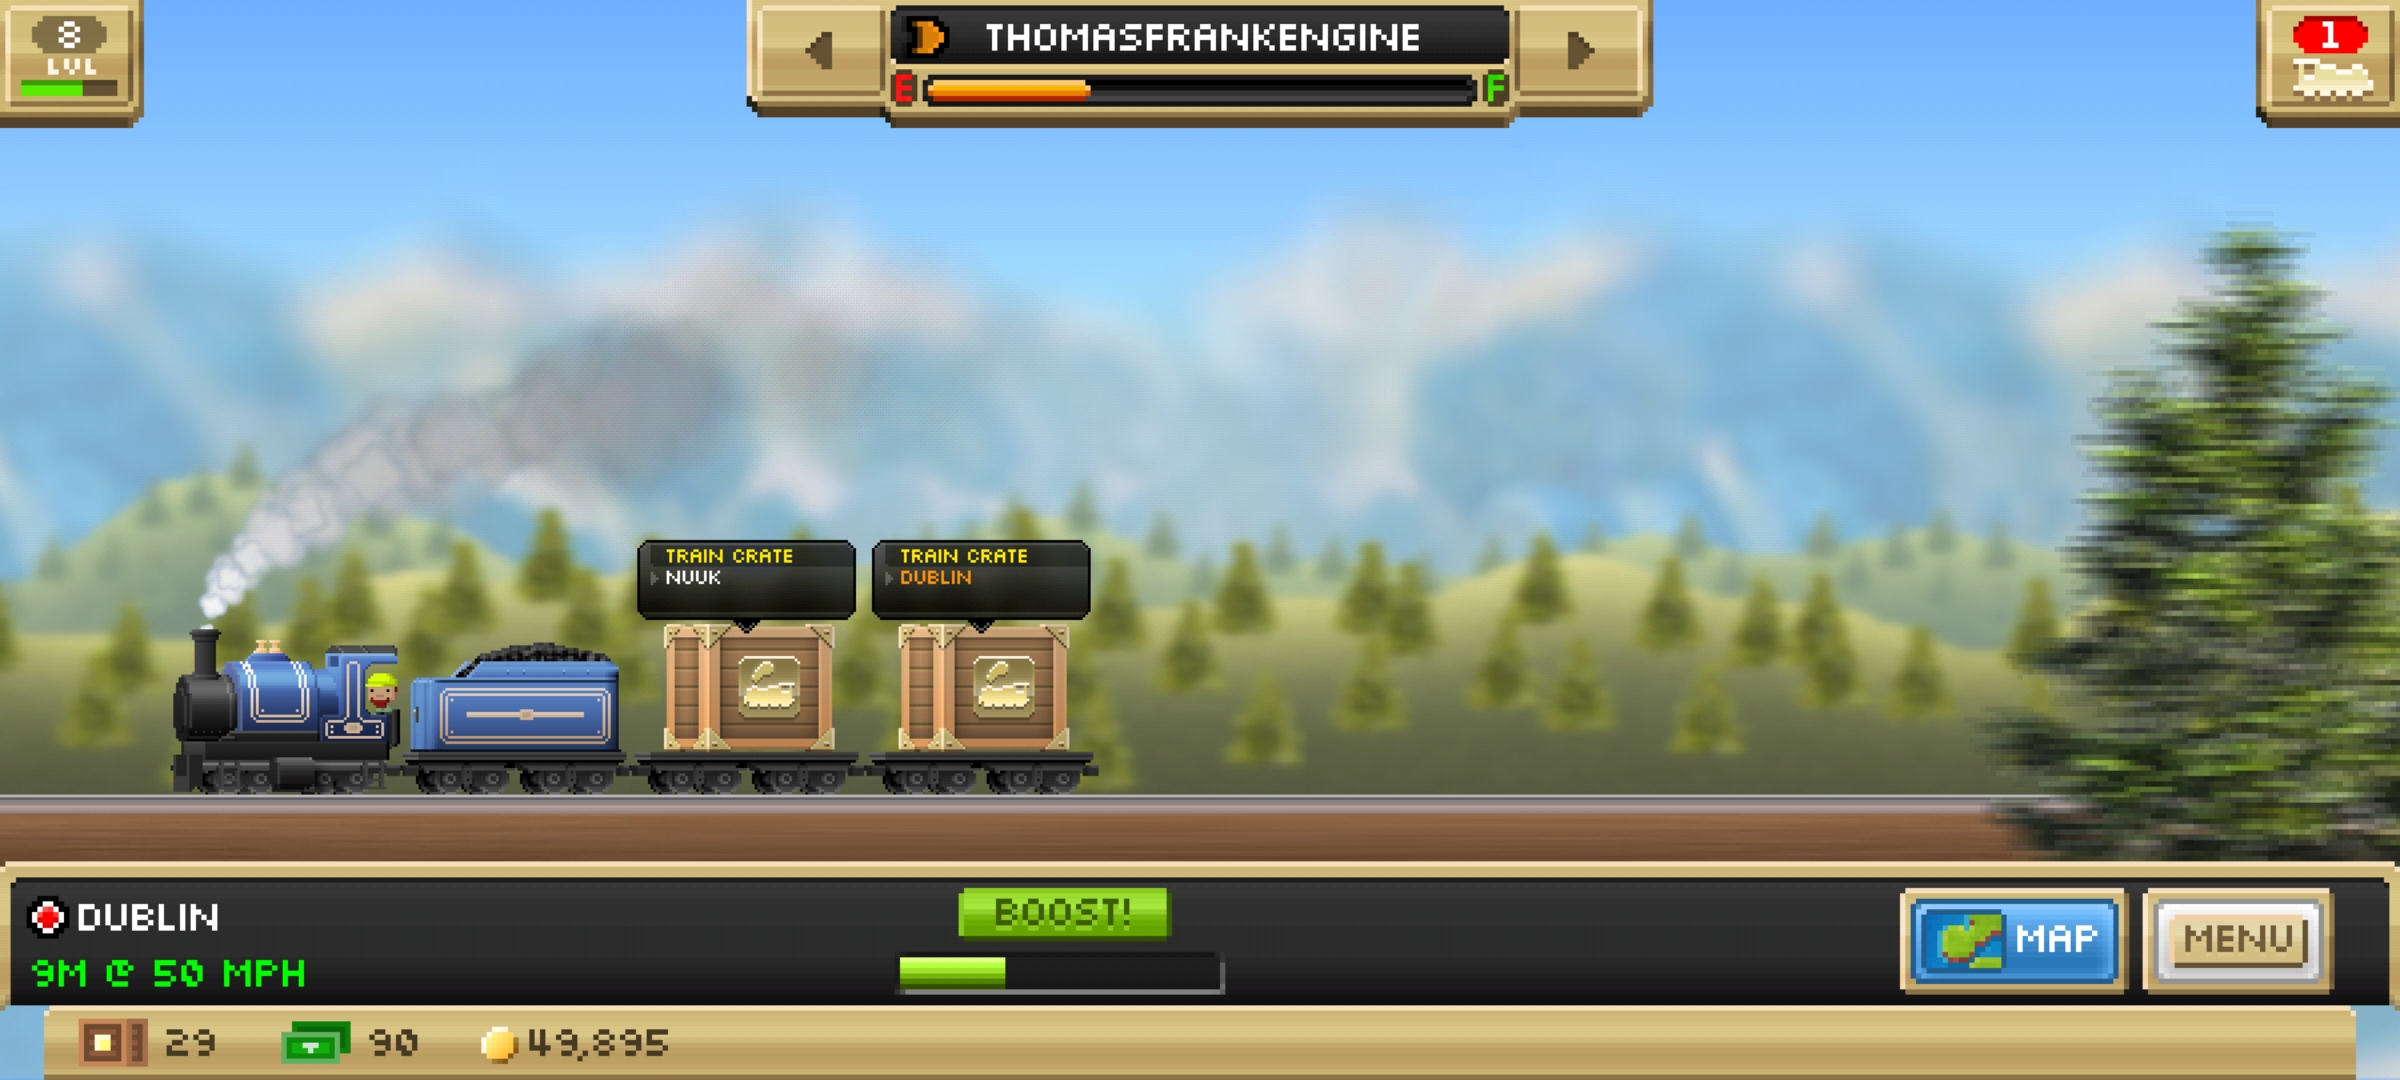 8
LVL
THOMASFRANKENGINE
E F
1
TRAIN CRATE
NUUK
TRAIN CRATE
DUBLIN
DUBLIN
9M @ 50 MPH
BOOST!
MAP
MENU
29
90
49,895